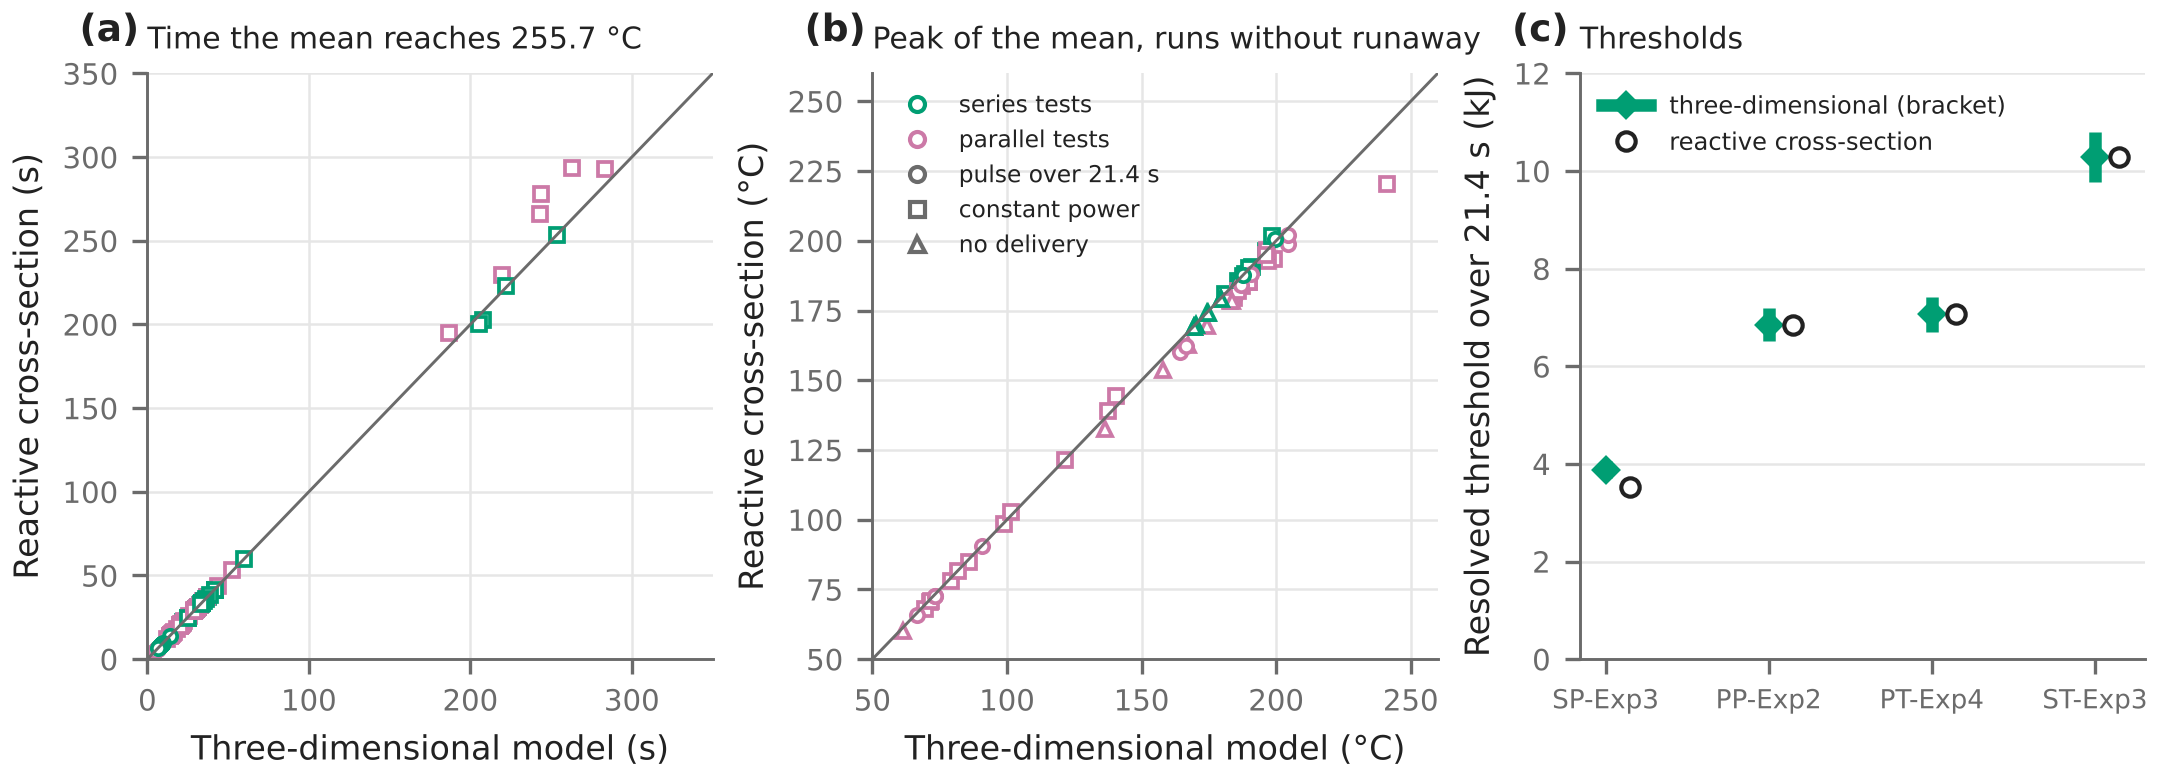 (a) Time the mean reaches 255.7 °C
Reactive cross-section (s)
350
300
250
200
150
100
50
0
0 100 200 300
Three-dimensional model (s)
(b) Peak of the mean, runs without runaway
Reactive cross-section (°C)
250
225
200
175
150
125
100
75
50
series tests
parallel tests
pulse over 21.4 s
constant power
no delivery
50 100 150 200 250
Three-dimensional model (°C)
(c) Thresholds
Resolved threshold over 21.4 s (kJ)
12
10
8
6
4
2
0
three-dimensional (bracket)
reactive cross-section
SP-Exp3 PP-Exp2 PT-Exp4 ST-Exp3